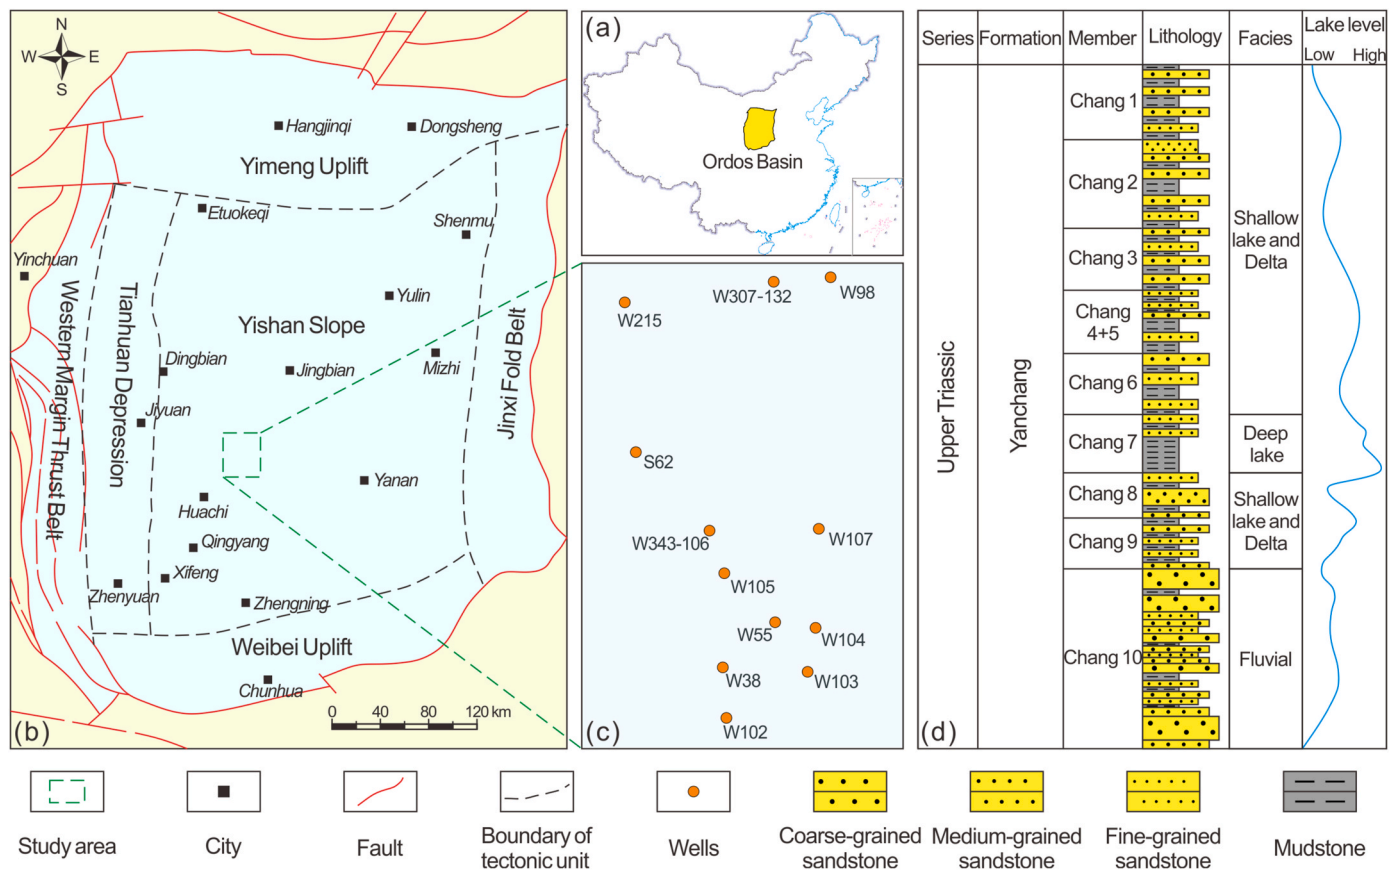 N
W E
S
Hangjinqi
Dongsheng
Yimeng Uplift
Etuokeqi
Shenmu
Yinchuan
Yulin
Yishan Slope
Western Margin Thrust Belt
Tianhuan Depression
Dingbian
Jingbian
Mizhi
Jinxi Fold Belt
Jiyuan
Yanan
Huachi
Qingyang
Xifeng
Zhenyuan
Zhengning
Weibei Uplift
Chunhua
0 40 80 120 km
(b)
(a)
Ordos Basin
W307-132
W98
W215
S62
W343-106
W107
W105
W55
W104
W38
W103
W102
(c)
Series Formation Member Lithology Facies Lake level
Low High
Upper Triassic
Yanchang
Chang 1
Chang 2
Chang 3
Chang
4+5
Chang 6
Chang 7
Chang 8
Chang 9
Chang 10
Shallow
lake and
Delta
Deep
lake
Shallow
lake and
Delta
Fluvial
(d)
Study area
City
Fault
Boundary of
tectonic unit
Wells
Coarse-grained
sandstone
Medium-grained
sandstone
Fine-grained
sandstone
Mudstone